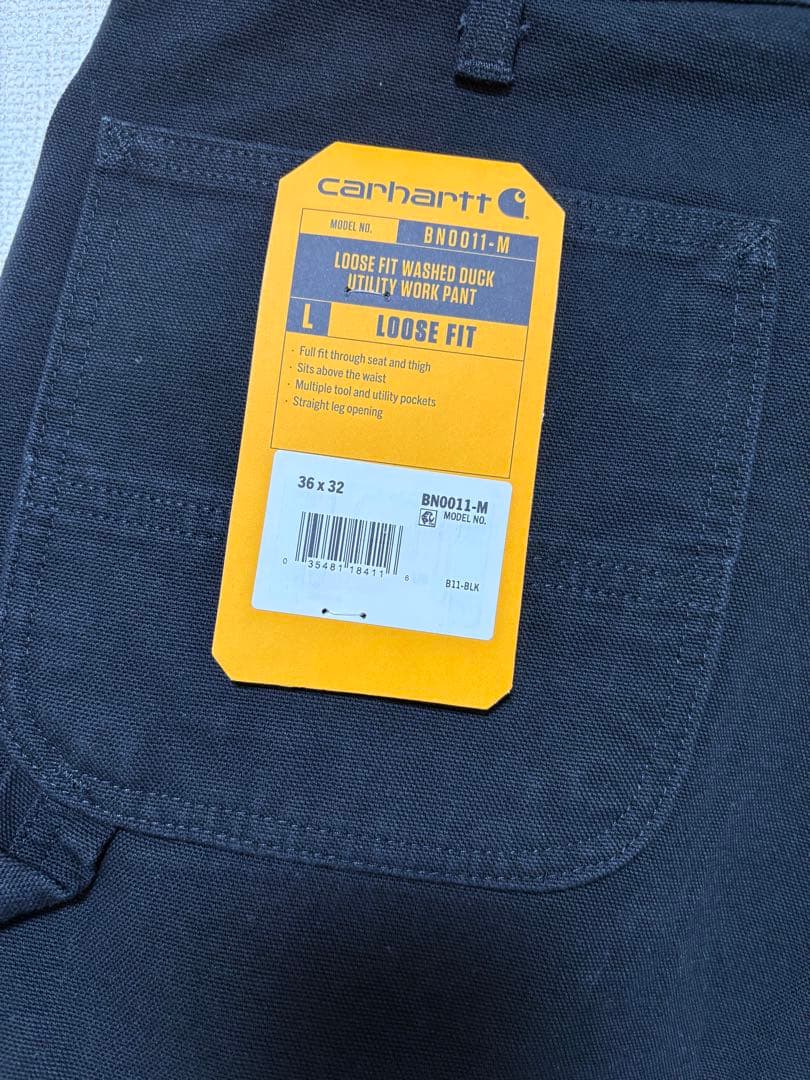 carhartt
MODEL NO. BN0011-M
LOOSE FIT WASHED DUCK
UTILITY WORK PANT
L LOOSE FIT
· Full fit through seat and thigh
· Sits above the waist
· Multiple tool and utility pockets
· Straight leg opening
36 x 32
BN0011-M
MODEL NO.
0 35481 18411 6
B11-BLK